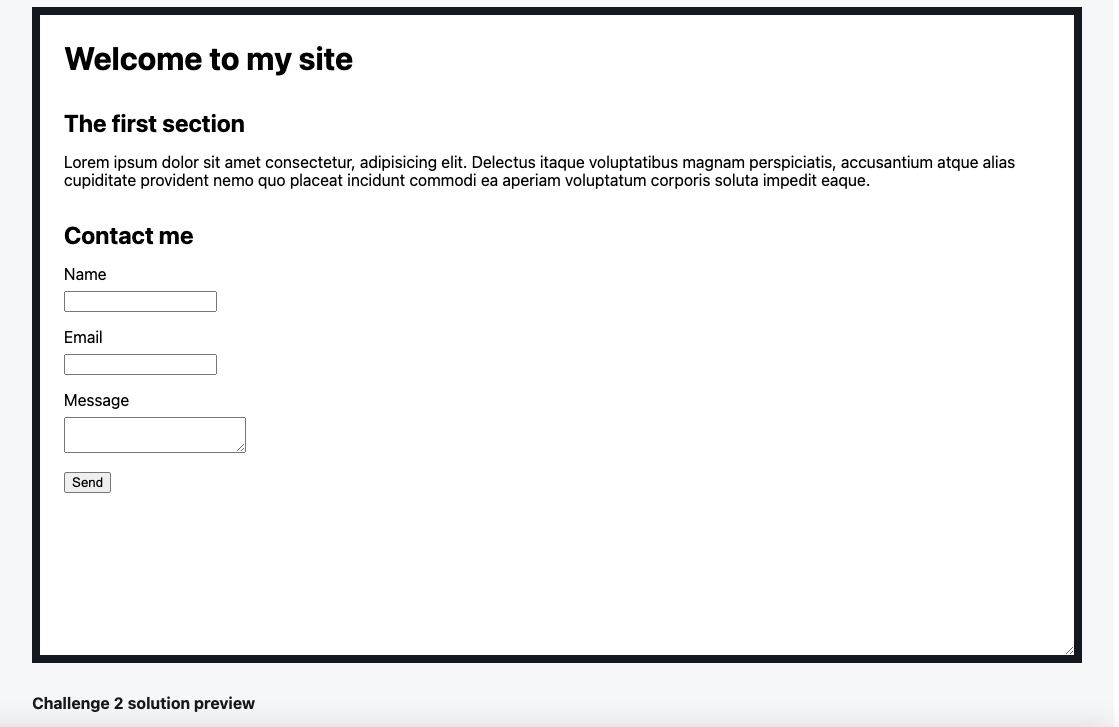 Welcome to my site
The first section
Lorem ipsum dolor sit amet consectetur, adipisicing elit. Delectus itaque voluptatibus magnam perspiciatis, accusantium atque alias
cupiditate provident nemo quo placeat incidunt commodi ea aperiam voluptatum corporis soluta impedit eaque.
Contact me
Name
Email
Message
Send
Challenge 2 solution preview